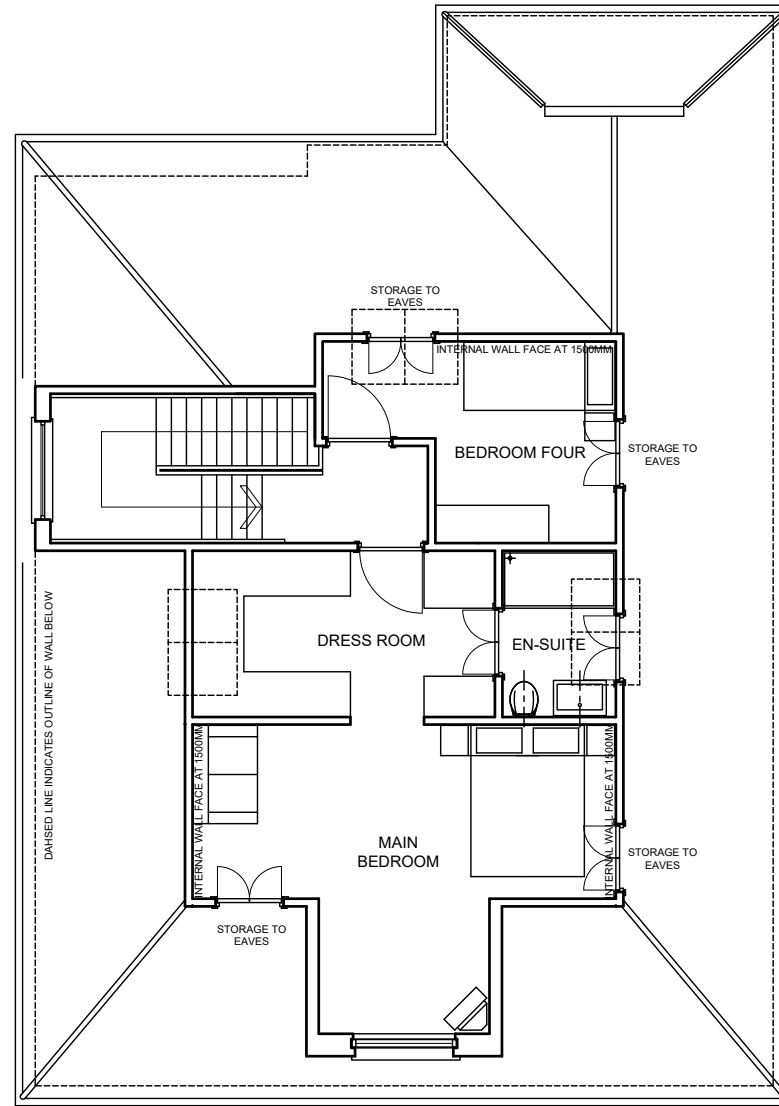 STORAGE TO
EAVES
INTERNAL WALL FACE AT 1500MM
BEDROOM FOUR
STORAGE TO
EAVES
DAHSED LINE INDICATES OUTLINE OF WALL BELOW
DRESS ROOM
EN-SUITE
INTERNAL WALL FACE AT 1500MM
MAIN
BEDROOM
INTERNAL WALL FACE AT 1500MM
STORAGE TO
EAVES
STORAGE TO
EAVES